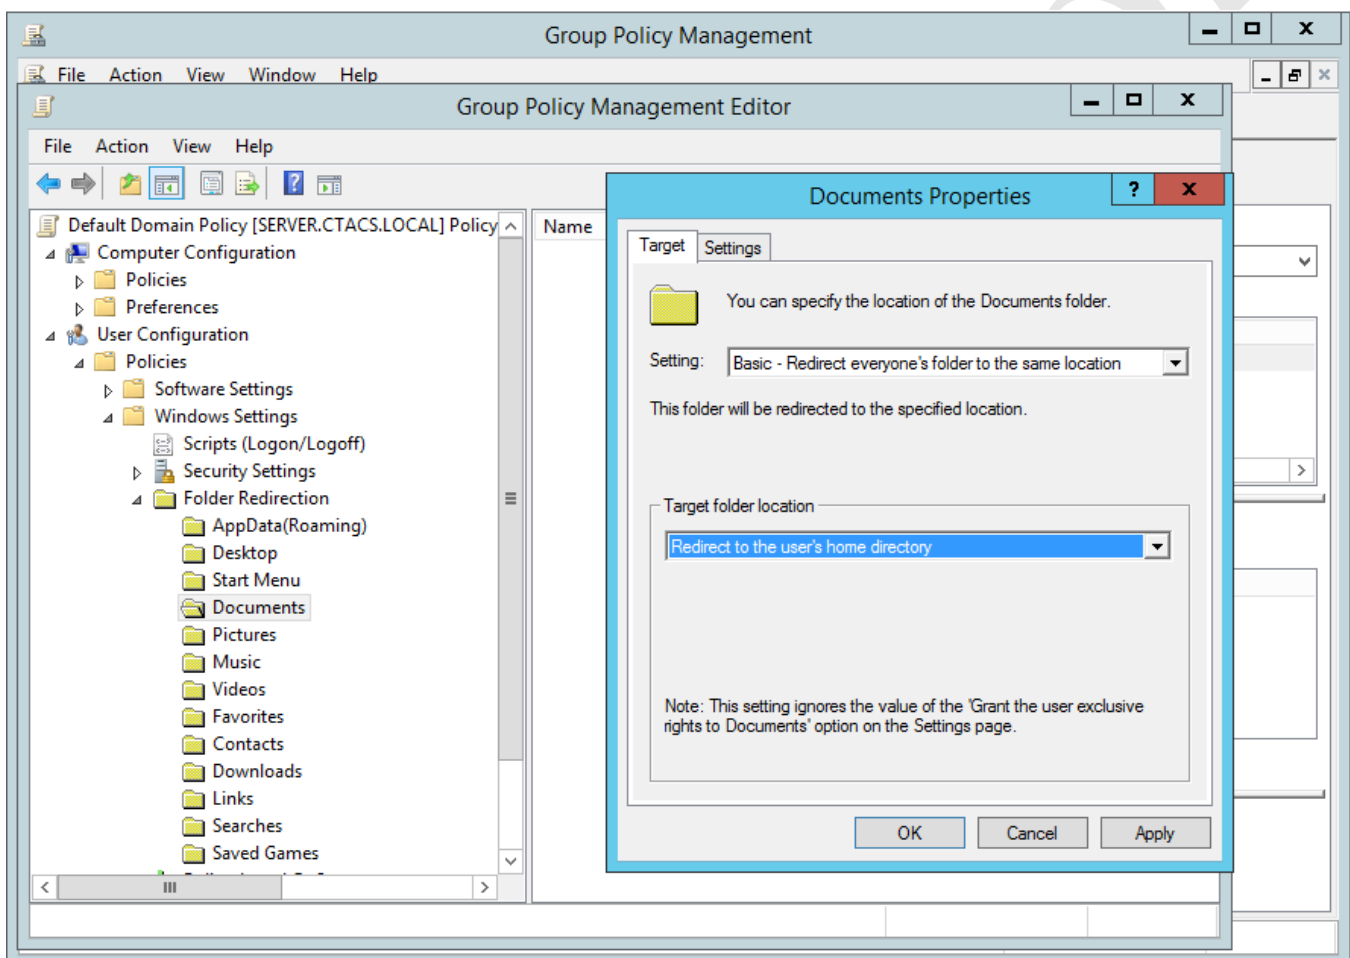 Group Policy Management
File Action View Window Help
Group Policy Management Editor
File Action View Help
Default Domain Policy [SERVER.CTACS.LOCAL] Policy
Computer Configuration
Policies
Preferences
User Configuration
Policies
Software Settings
Windows Settings
Scripts (Logon/Logoff)
Security Settings
Folder Redirection
AppData(Roaming)
Desktop
Start Menu
Documents
Pictures
Music
Videos
Favorites
Contacts
Downloads
Links
Searches
Saved Games
Name
Documents Properties
Target Settings
You can specify the location of the Documents folder.
Setting: Basic - Redirect everyone's folder to the same location
This folder will be redirected to the specified location.
Target folder location
Redirect to the user's home directory
Note: This setting ignores the value of the 'Grant the user exclusive
rights to Documents' option on the Settings page.
OK Cancel Apply